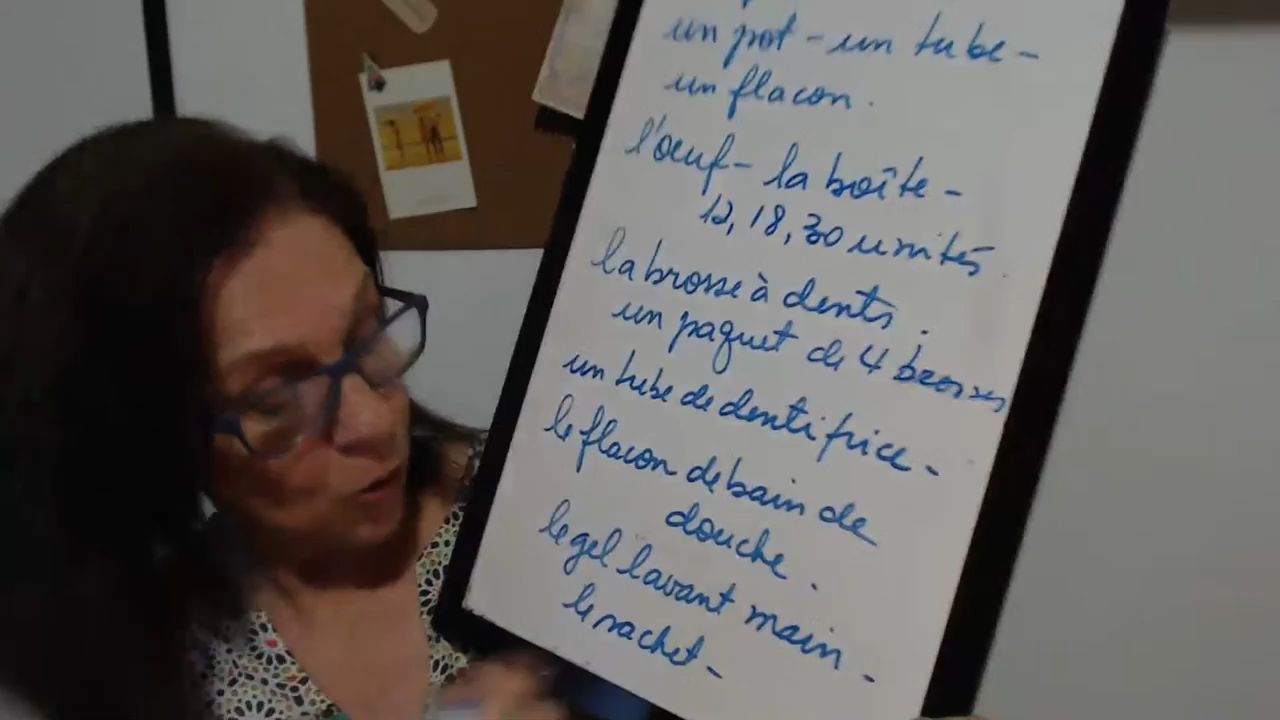 un pot - un tube -
un flacon.
l'œuf - la boîte -
12, 18, 30 unités.
la brosse à dents.
un paquet de 4 brosses
un tube de dentifrice -
le flacon de bain de
douche.
le gel lavant main -
le sachet -